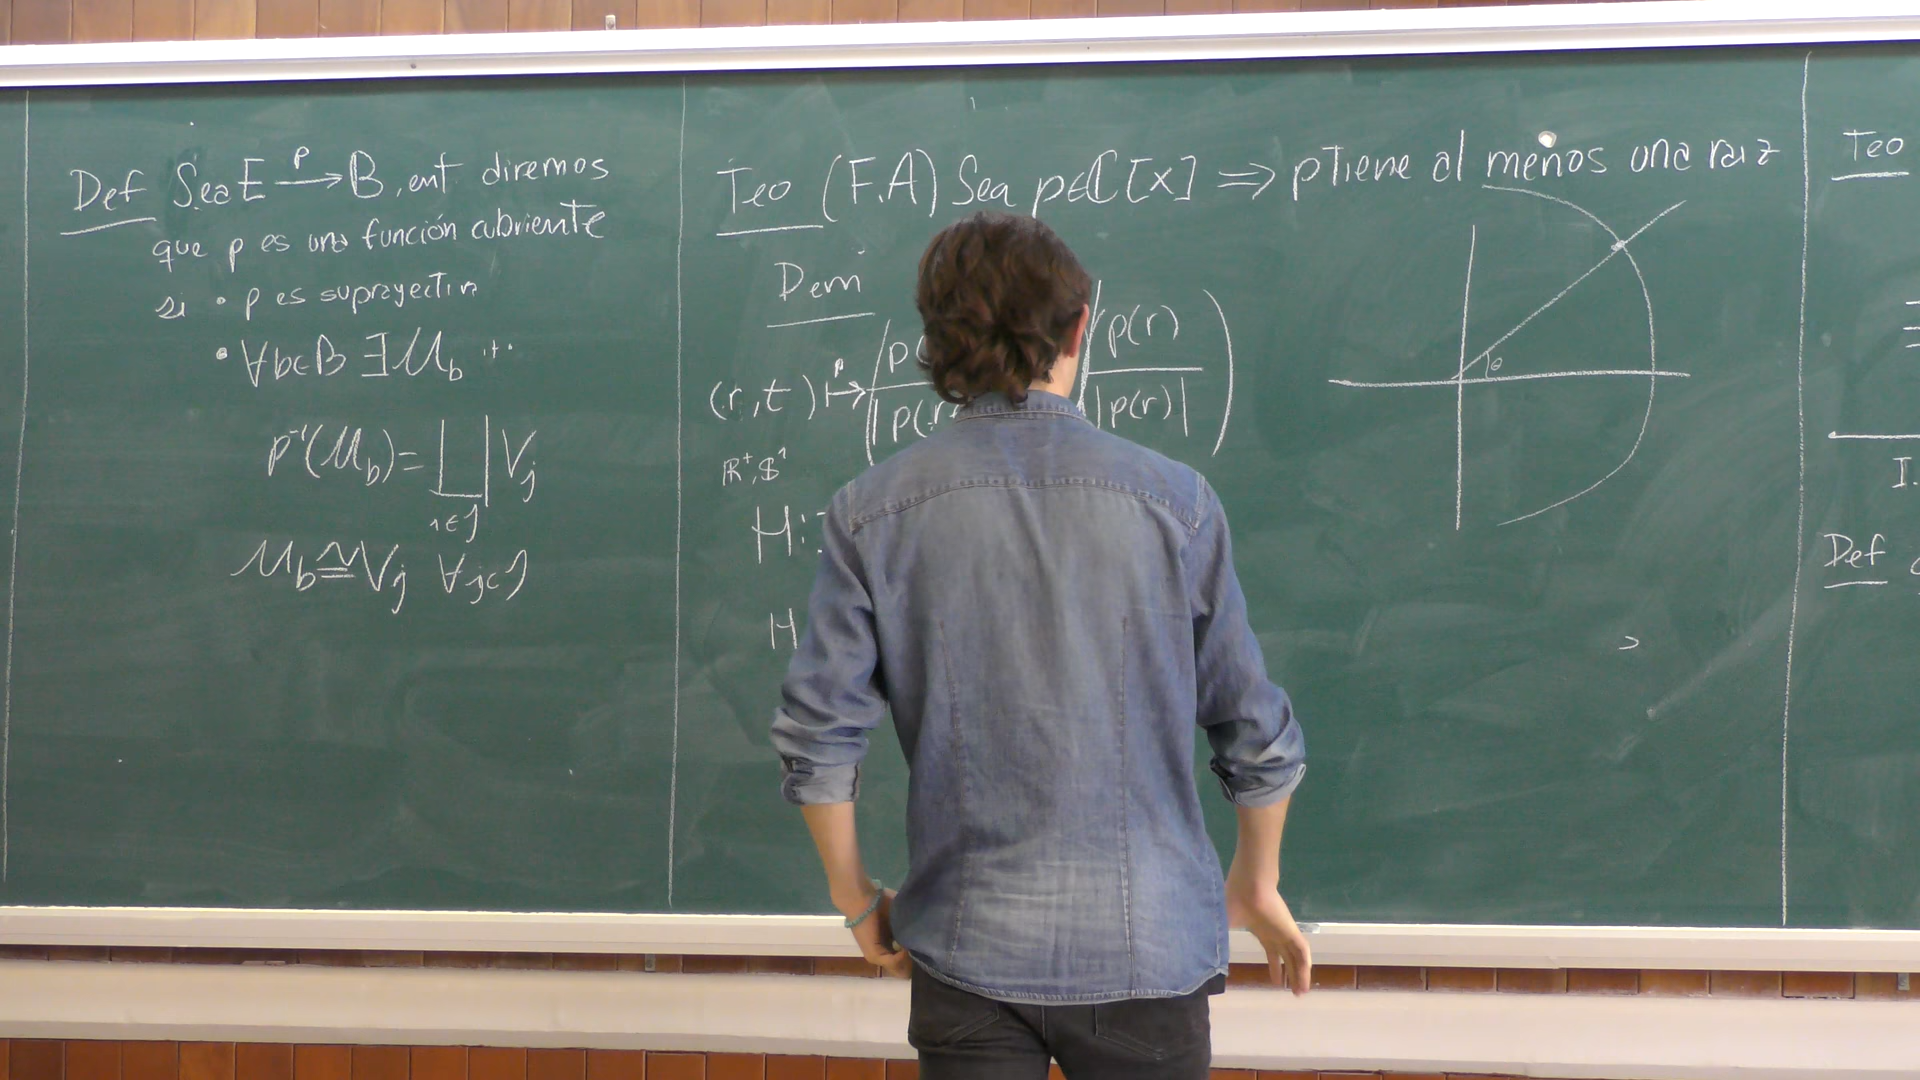 Def Sea E →p B, ent diremos
que p es una función cubriente
si • p es suprayectiva
• ∀b∈B ∃𝒰_b t.
p⁻¹(𝒰_b) = ⨆ V_j
j∈J
𝒰_b ≅ V_j ∀j∈J
Teo (F.A) Sea p∈ℂ[x] ⇒ p tiene al menos una raiz
Dem
p(r)
(r,t) ↦p |p(r)|
ℝ⁺, 𝕊¹
H:
H
θ
Teo
I.
Def